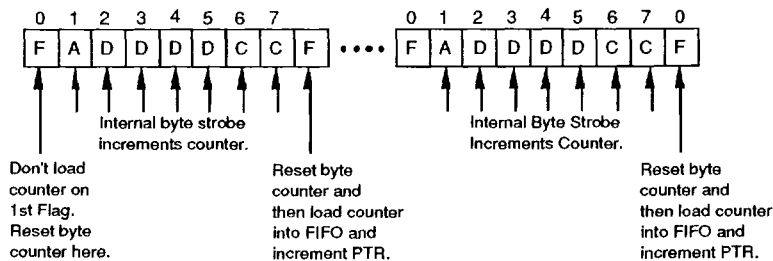 0 1 2 3 4 5 6 7 0 1 2 3 4 5 6 7 0
F A D D D D C C F •••• F A D D D D C C F
Internal byte strobe
increments counter.
Internal Byte Strobe
Increments Counter.
Don't load
counter on
1st Flag.
Reset byte
counter here.
Reset byte
counter and
then load counter
into FIFO and
increment PTR.
Reset byte
counter and
then load counter
into FIFO and
increment PTR.